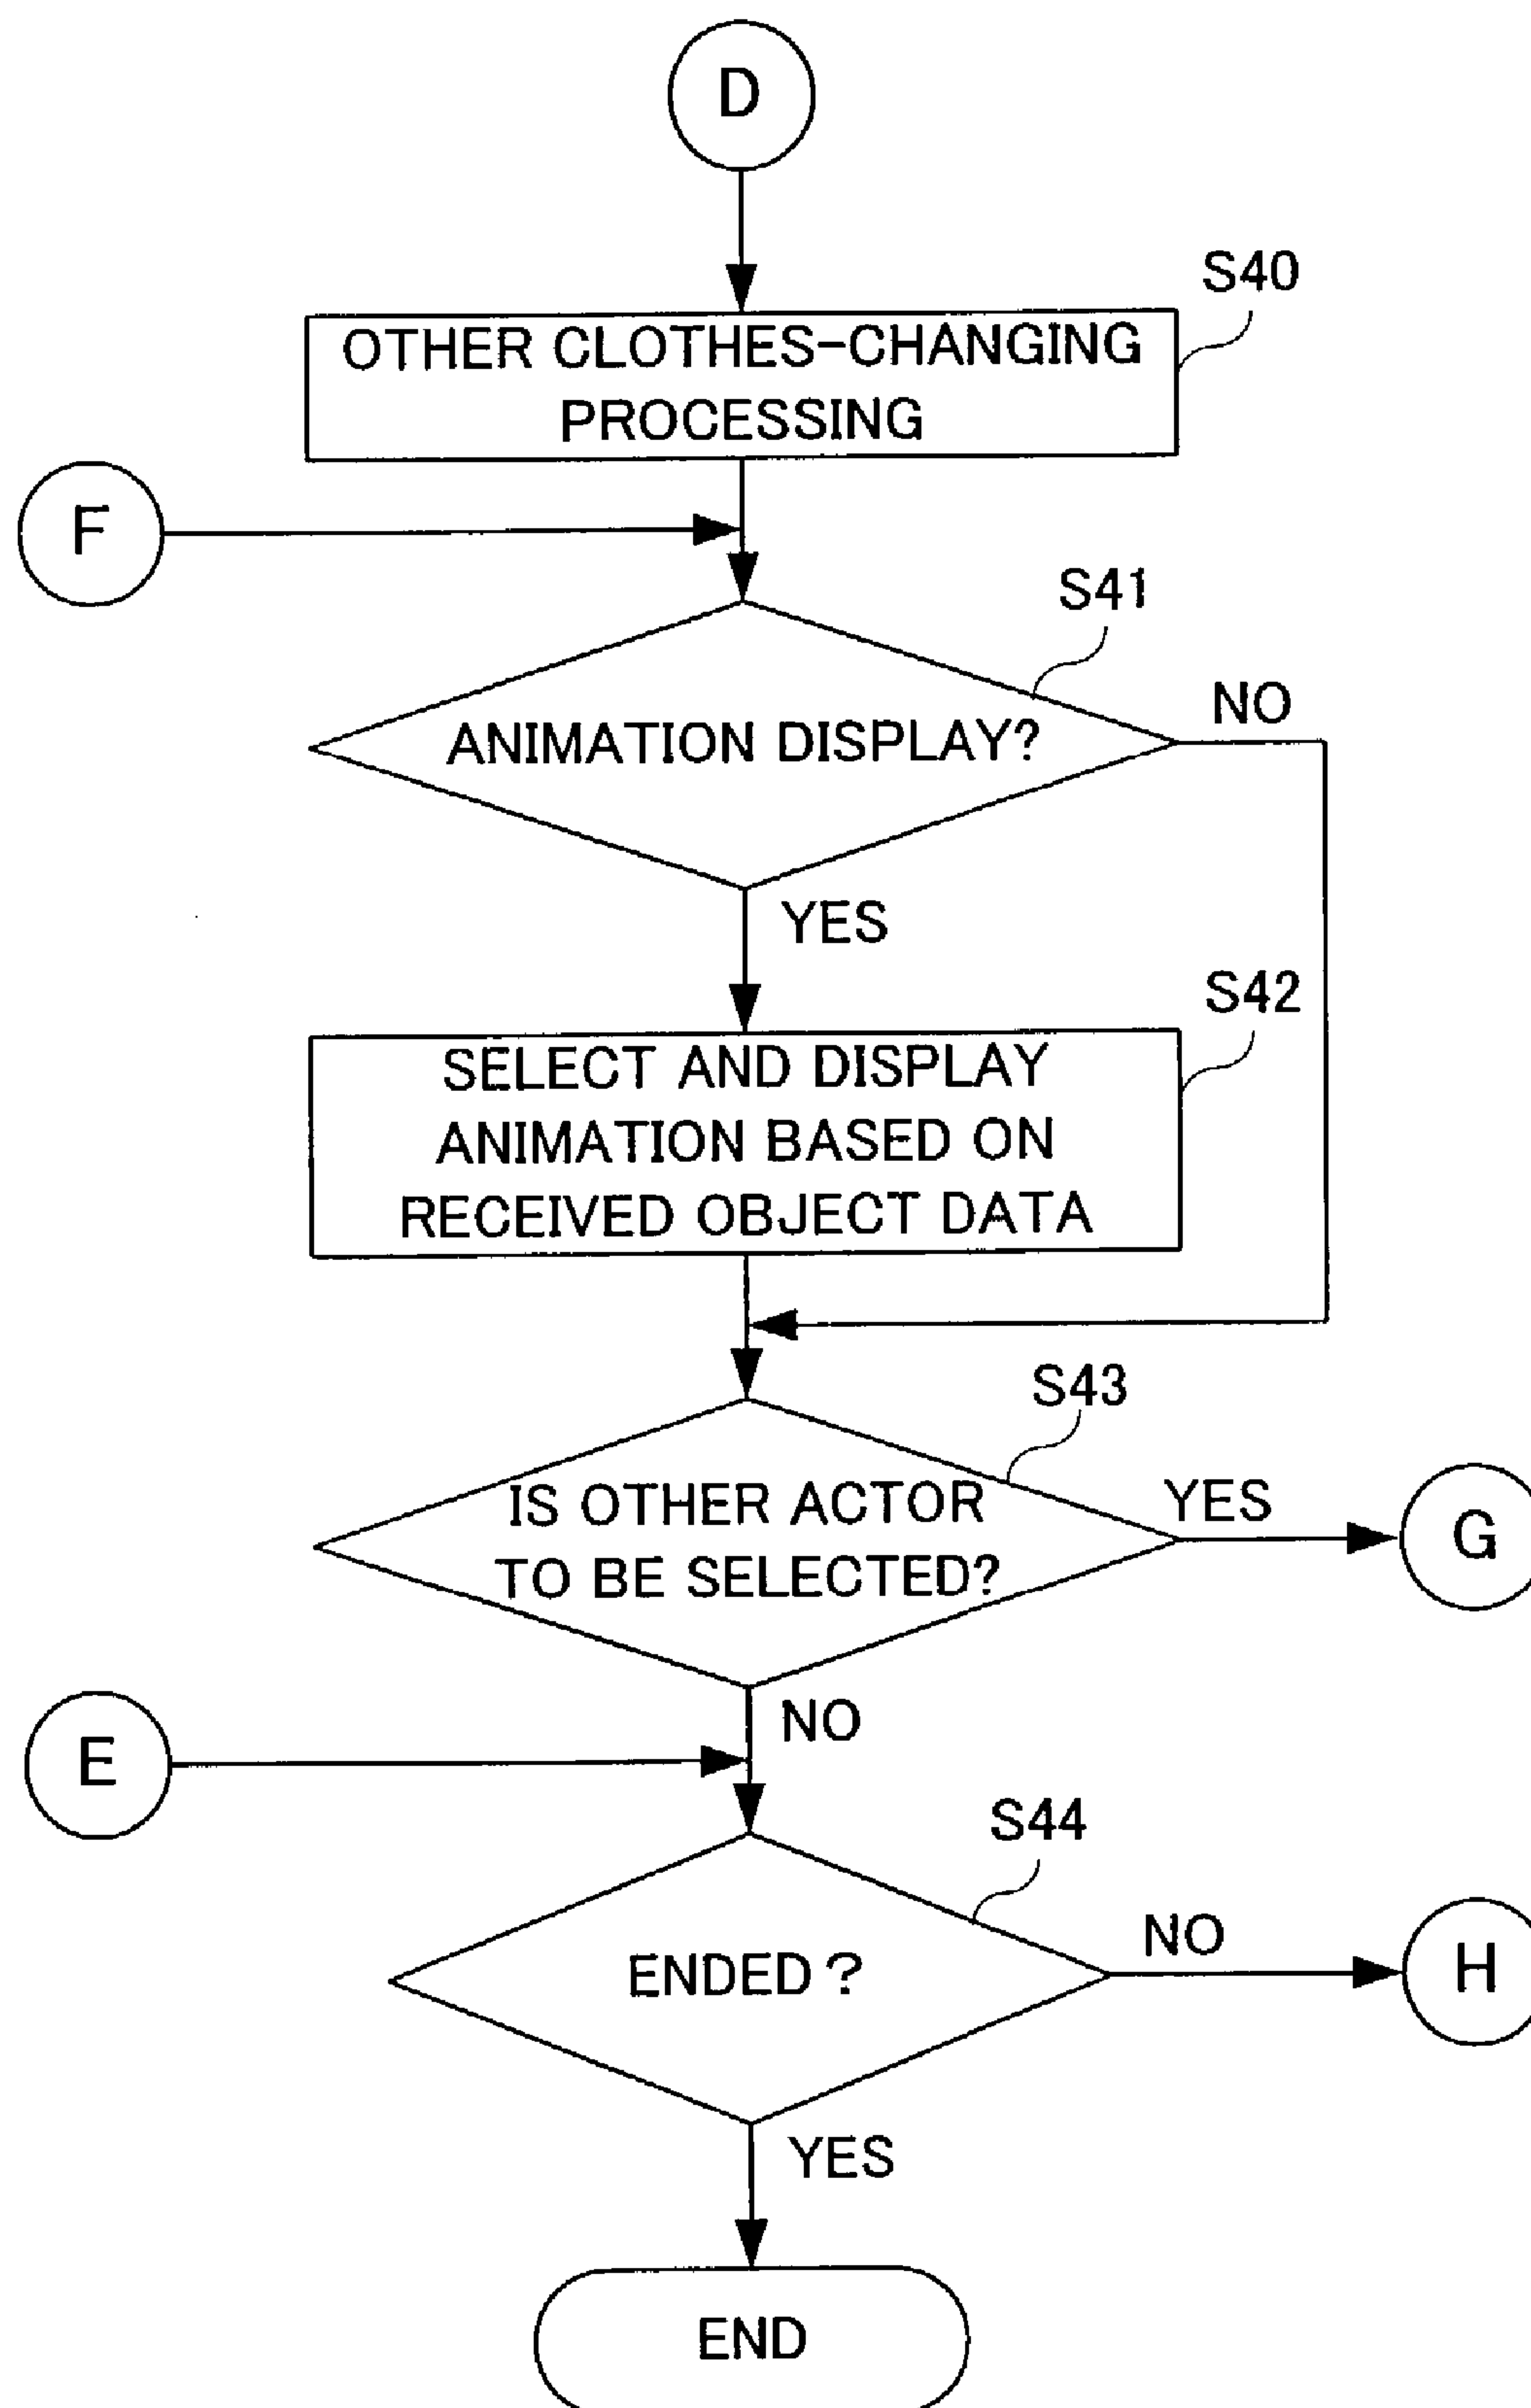 D
S40
OTHER CLOTHES-CHANGING
PROCESSING
F
S41
ANIMATION DISPLAY?
NO
YES
S42
SELECT AND DISPLAY
ANIMATION BASED ON
RECEIVED OBJECT DATA
S43
IS OTHER ACTOR
TO BE SELECTED?
YES
G
NO
E
S44
ENDED?
NO
H
YES
END